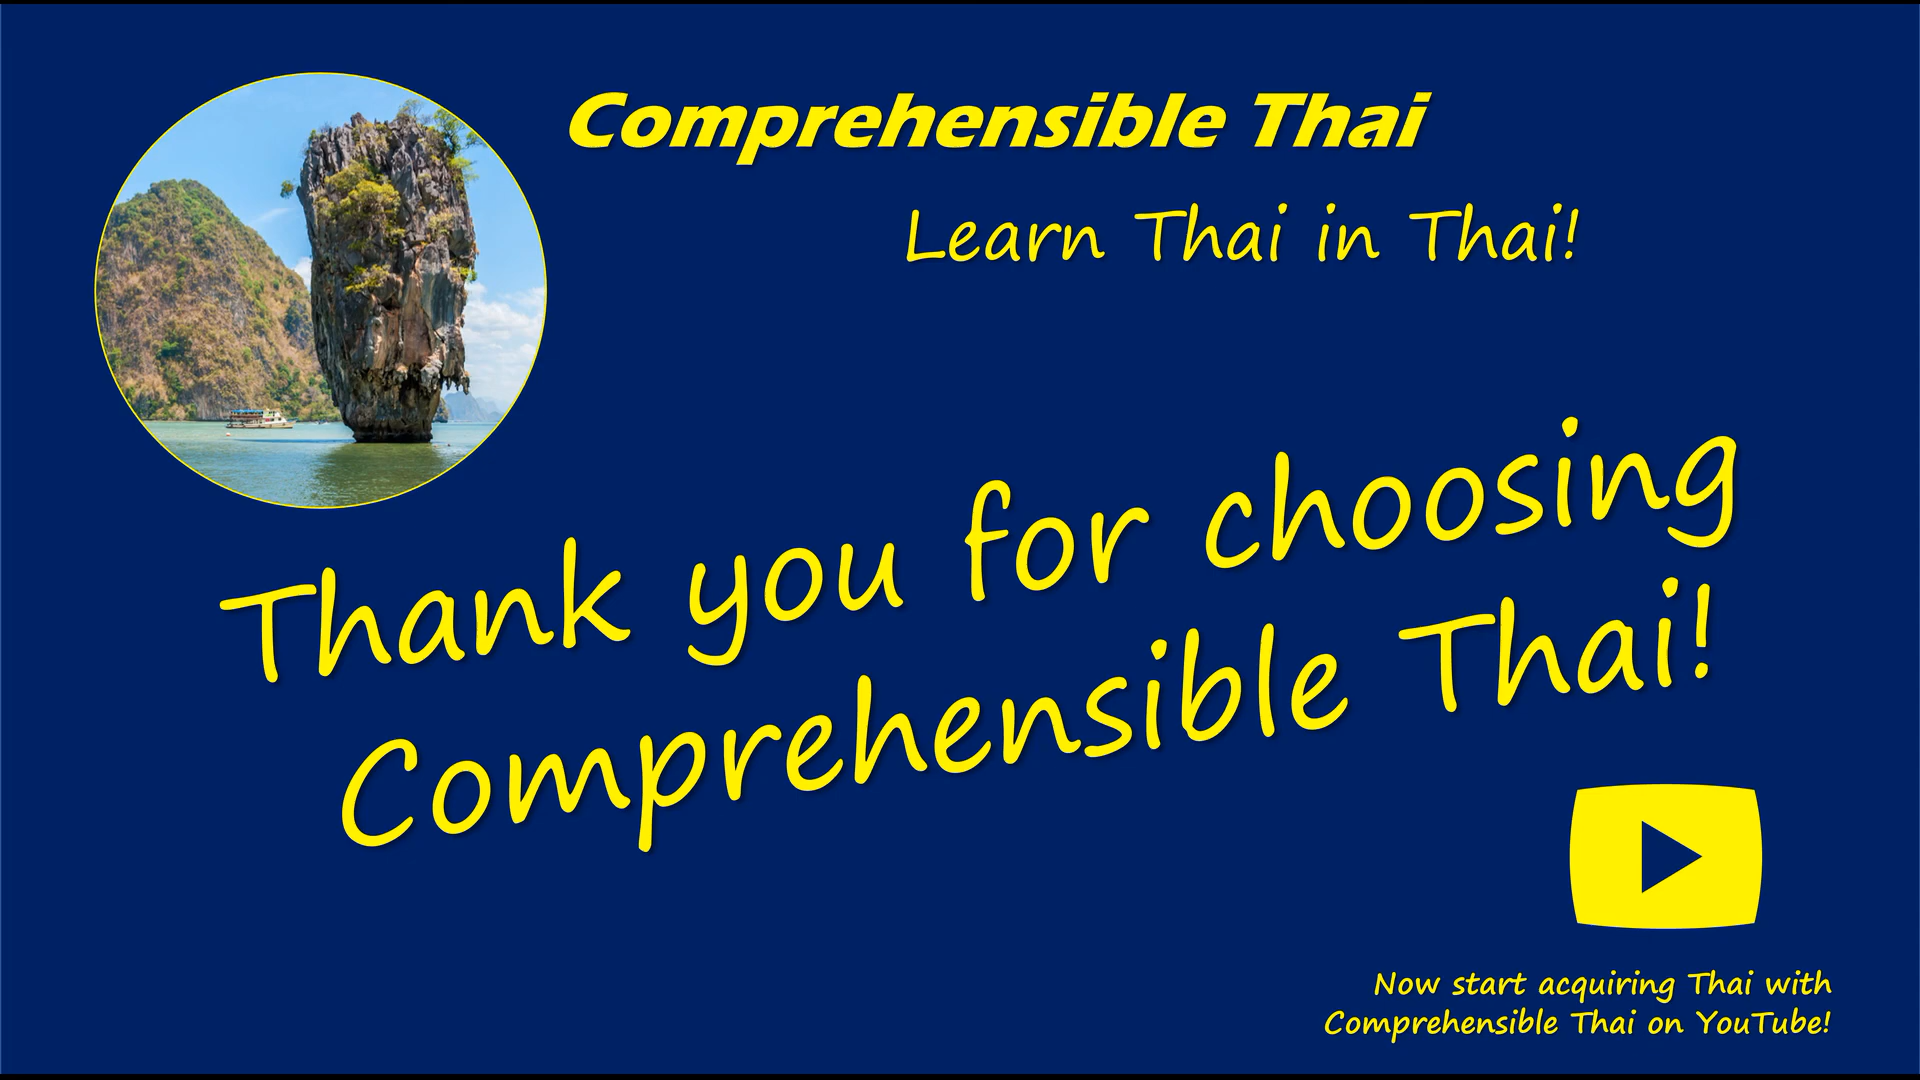 Comprehensible Thai
Learn Thai in Thai!
Thank you for choosing
Comprehensible Thai!
Now start acquiring Thai with
Comprehensible Thai on YouTube!